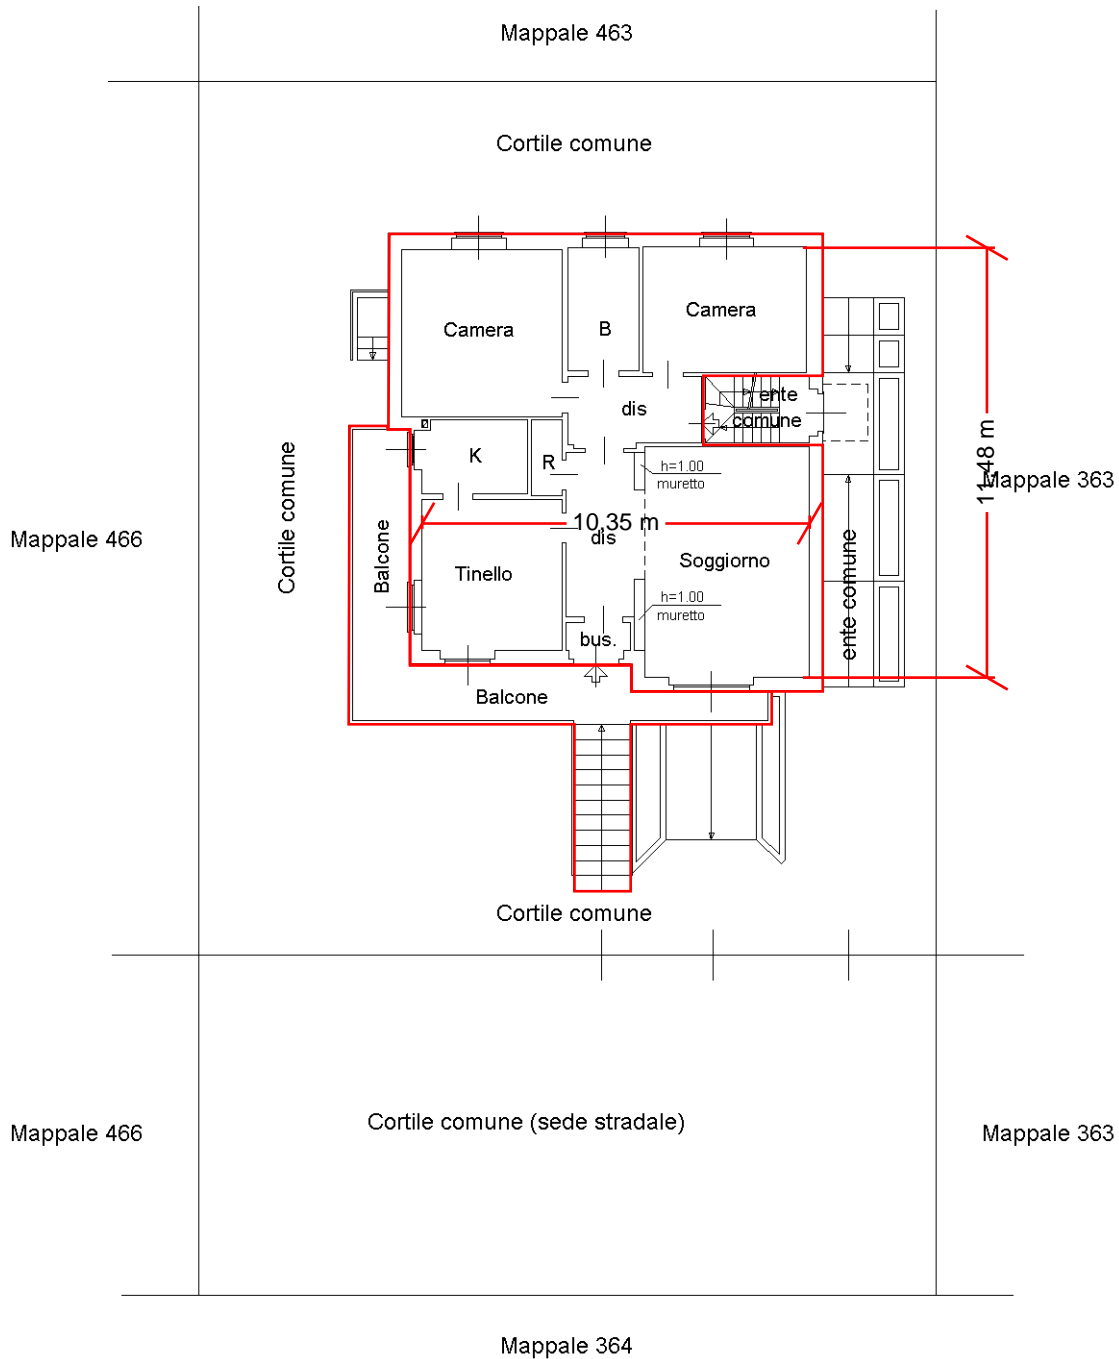 Mappale 463
Cortile comune
Camera
B
Camera
ente
comune
dis
K
R
h=1.00
muretto
11,48 m
Mappale 363
Mappale 466
Cortile comune
Balcone
10,35 m
dis
Tinello
Soggiorno
ente comune
h=1.00
muretto
bus.
Balcone
Cortile comune
Mappale 466
Cortile comune (sede stradale)
Mappale 363
Mappale 364